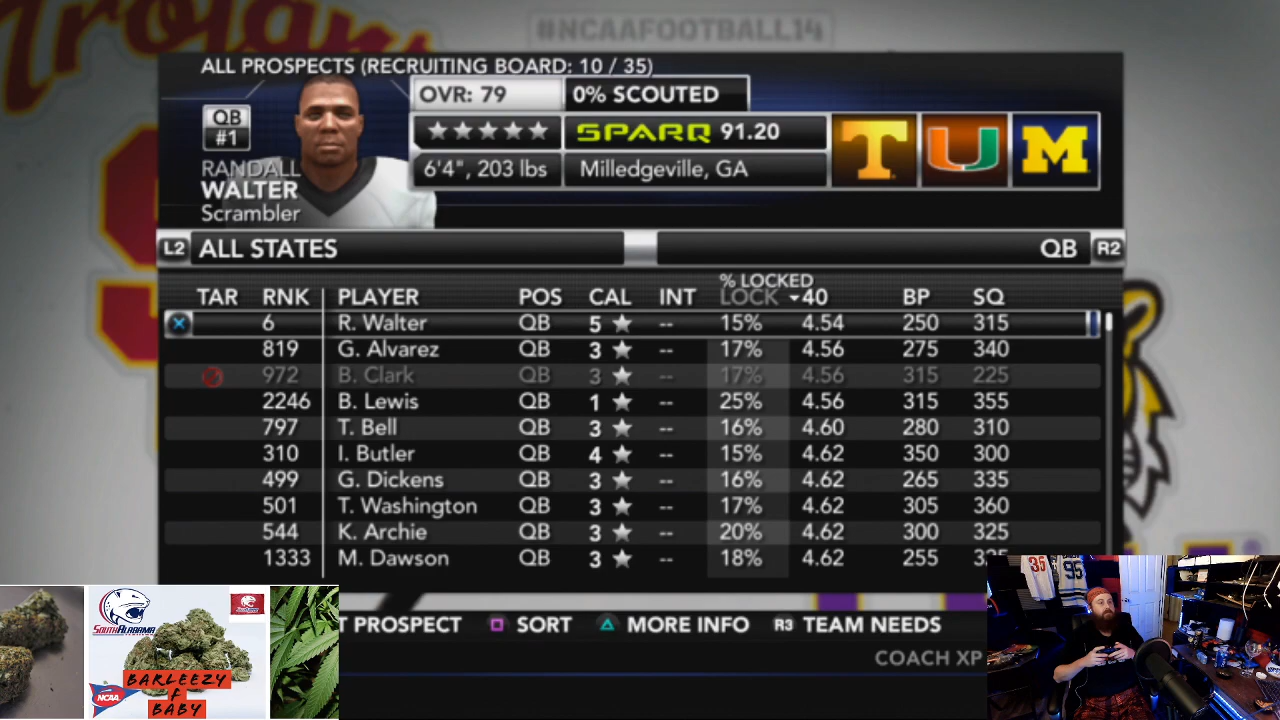 Trojans
#NCAAFOOTBALL14
ALL PROSPECTS (RECRUITING BOARD: 10 / 35)
QB
#1
RANDALL
WALTER
Scrambler
OVR: 79
0% SCOUTED
SPARQ 91.20
6'4", 203 lbs
Milledgeville, GA
T
U
M
L2 ALL STATES
QB R2
% LOCKED
TAR RNK PLAYER POS CAL INT LOCK 40 BP SQ
6 R. Walter QB 5 -- 15% 4.54 250 315
819 G. Alvarez QB 3 -- 17% 4.56 275 340
972 B. Clark QB 3 -- 17% 4.56 315 225
2246 B. Lewis QB 1 -- 25% 4.56 315 355
797 T. Bell QB 3 -- 16% 4.60 280 310
310 I. Butler QB 4 -- 15% 4.62 350 300
499 G. Dickens QB 3 -- 16% 4.62 265 335
501 T. Washington QB 3 -- 17% 4.62 305 360
544 K. Archie QB 3 -- 20% 4.62 300 325
1333 M. Dawson QB 3 -- 18% 4.62 255
T PROSPECT SORT MORE INFO R3 TEAM NEEDS
COACH XP
SOUTH ALABAMA
NCAA
BARLEEZY
F
BABY
35
95